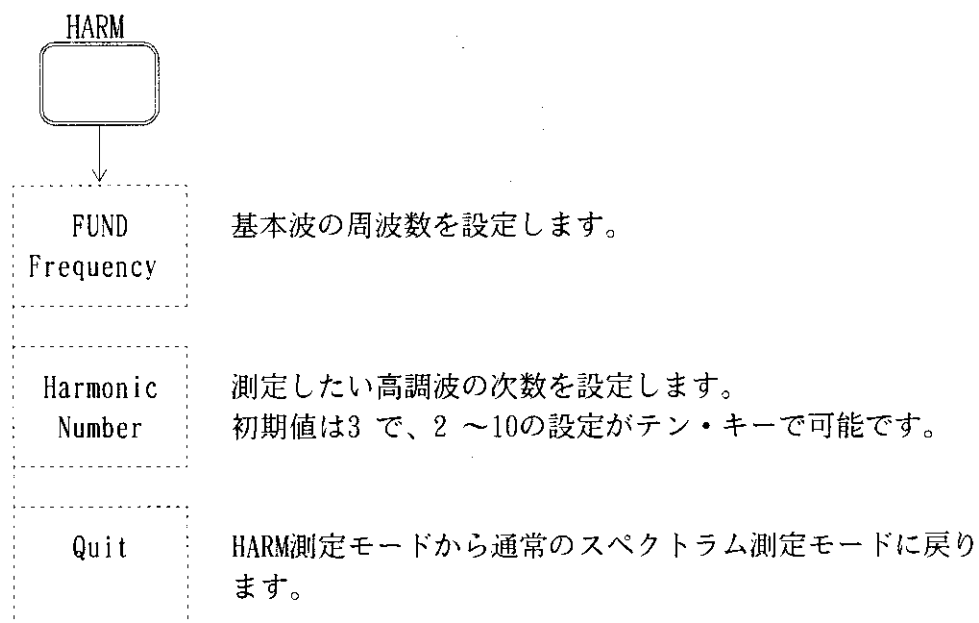 HARM
FUND
Frequency
基本波の周波数を設定します。
Harmonic
Number
測定したい高調波の次数を設定します。
初期値は3 で、2 ～10の設定がテン・キーで可能です。
Quit
HARM測定モードから通常のスペクトラム測定モードに戻り
ます。